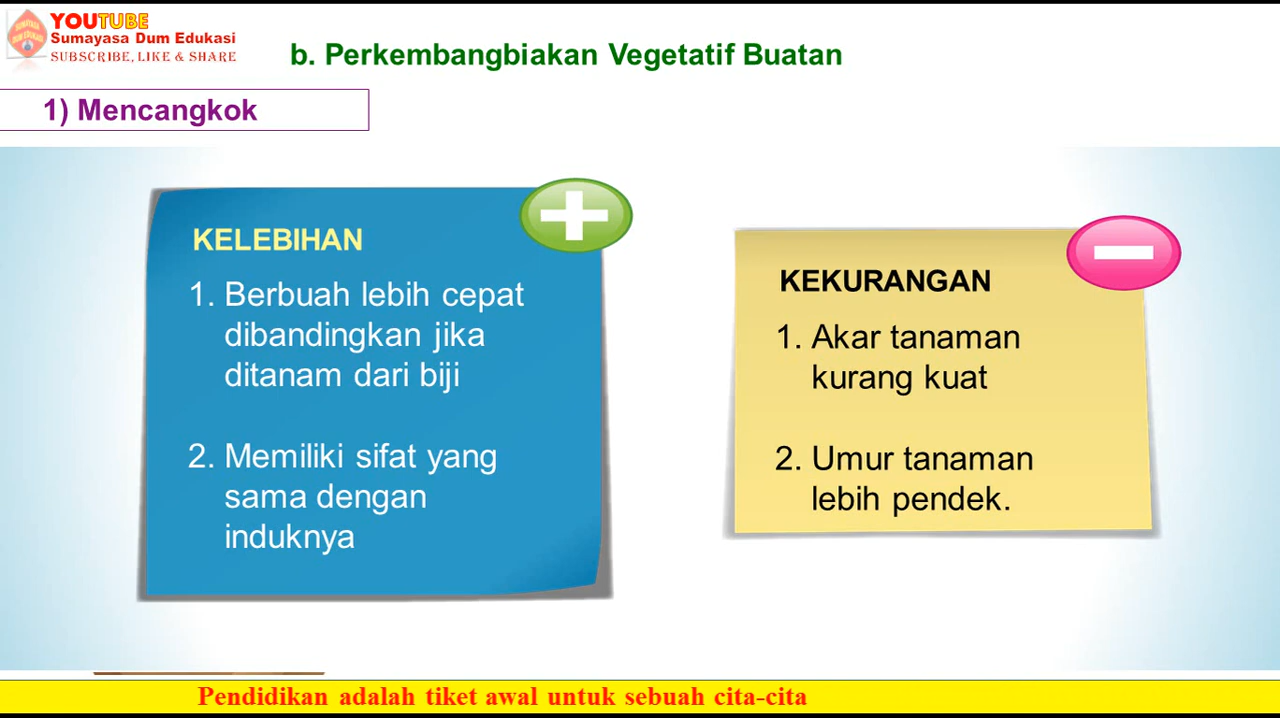 YOUTUBE
Sumayasa Dum Edukasi
SUBSCRIBE, LIKE & SHARE
b. Perkembangbiakan Vegetatif Buatan
1) Mencangkok
KELEBIHAN
1. Berbuah lebih cepat
dibandingkan jika
ditanam dari biji
2. Memiliki sifat yang
sama dengan
induknya
KEKURANGAN
1. Akar tanaman
kurang kuat
2. Umur tanaman
lebih pendek.
Pendidikan adalah tiket awal untuk sebuah cita-cita